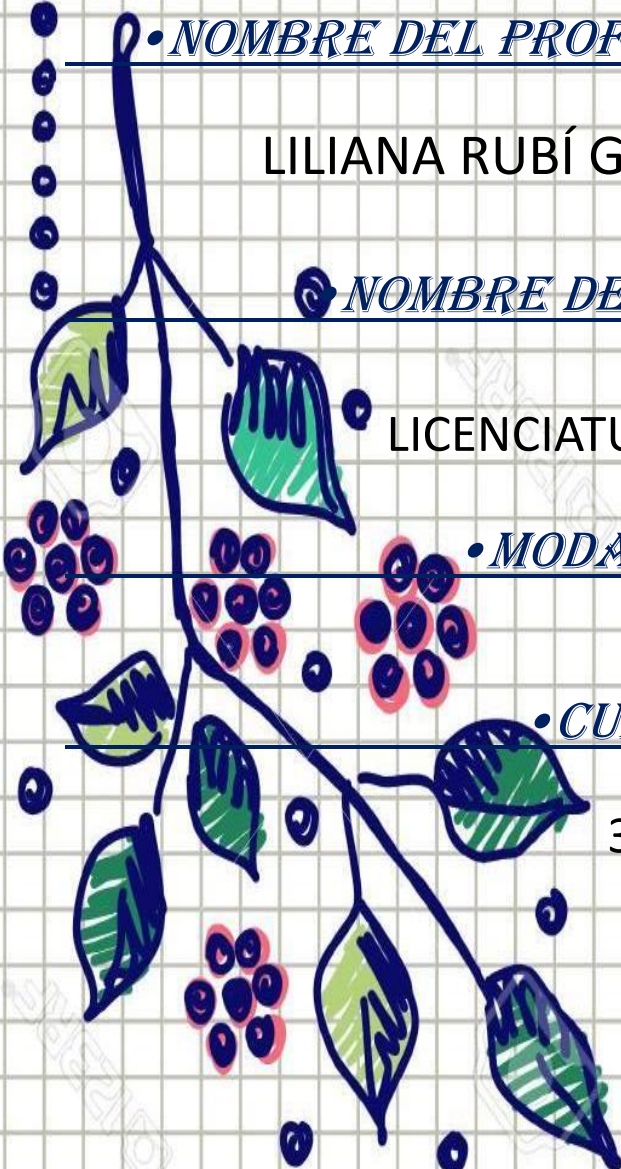 •NOMBRE DEL PROF
LILIANA RUBÍ G
•NOMBRE DE
LICENCIATU
•MODA
•CU
3